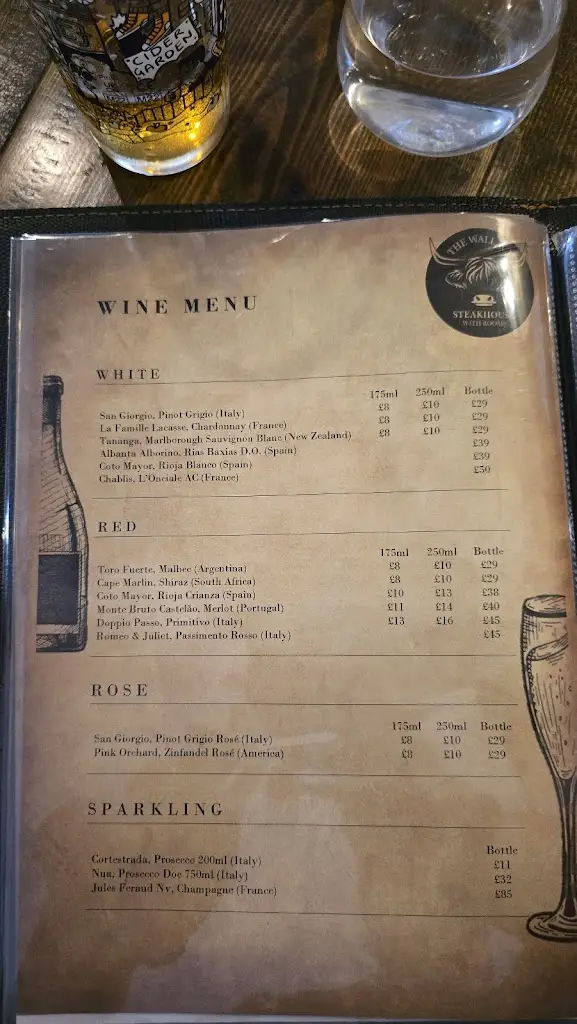 CIDER
GARDEN
THE WALL
STEAKHOUS
WITH ROOMS
WINE MENU
WHITE
175ml 250ml Bottle
San Giorgio, Pinot Grigio (Italy) £8 £10 £29
La Famille Lacasse, Chardonnay (France) £8 £10 £29
Tananga, Marlborough Sauvignon Blanc (New Zealand) £8 £10 £29
Albanta Alborino, Rias Baxias D.O. (Spain) £39
Coto Mayor, Rioja Blanco (Spain) £39
Chablis, L'Onciale AC (France) £50
RED
175ml 250ml Bottle
Toro Fuerte, Malbec (Argentina) £8 £10 £29
Cape Marlin, Shiraz (South Africa) £8 £10 £29
Coto Mayor, Rioja Crianza (Spain) £10 £13 £38
Monte Bruto Castelão, Merlot (Portugal) £11 £14 £40
Doppio Passo, Primitivo (Italy) £13 £16 £45
Romeo & Juliet, Passimento Rosso (Italy) £45
ROSE
175ml 250ml Bottle
San Giorgio, Pinot Grigio Rosé (Italy) £8 £10 £29
Pink Orchard, Zinfandel Rosé (America) £8 £10 £29
SPARKLING
Bottle
Cortestrada, Prosecco 200ml (Italy) £11
Nua, Prosecco Doc 750ml (Italy) £32
Jules Feraud Nv, Champagne (France) £85